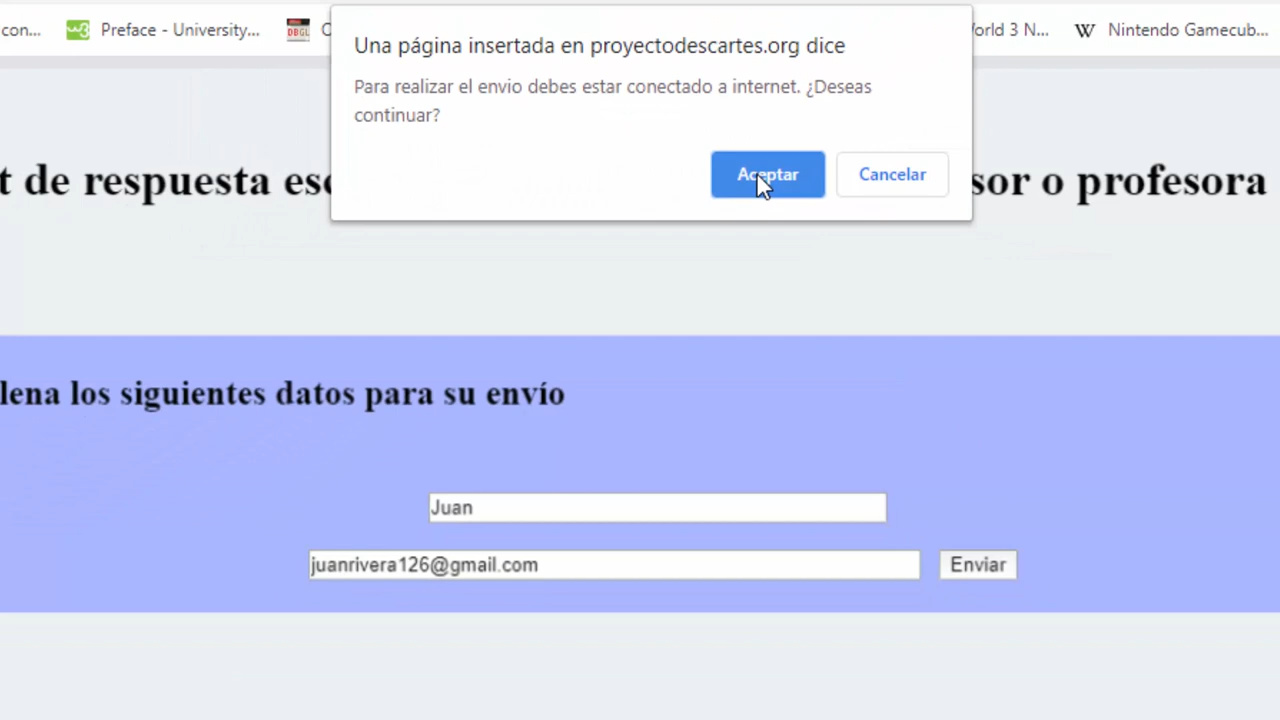 con...
Preface - University...
DBGL
Una página insertada en proyectodescartes.org dice
Para realizar el envio debes estar conectado a internet. ¿Deseas
continuar?
Aceptar
Cancelar
orld 3 N...
W
Nintendo Gamecub...
t de respuesta esc
sor o profesora
lena los siguientes datos para su envío
Juan
juanrivera126@gmail.com
Enviar